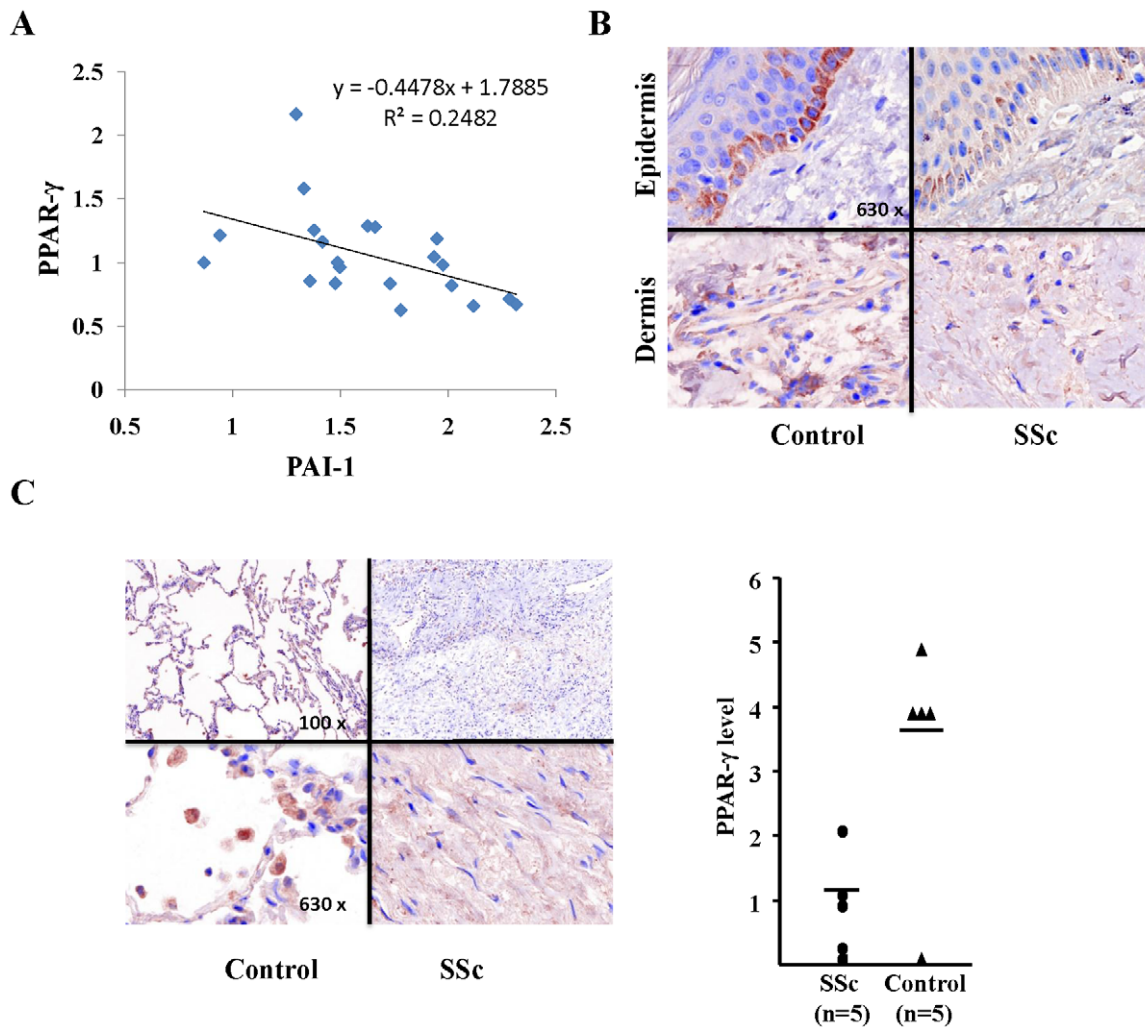 A
2.5
2
1.5
1
0.5
0
0.5
1
1.5
2
2.5
PPAR-γ
PAI-1
y = -0.4478x + 1.7885
R² = 0.2482
B
Epidermis
Dermis
630 x
Control
SSc
C
100 x
630 x
Control
SSc
PPAR-γ level
6
5
4
3
2
1
SSc
(n=5)
Control
(n=5)